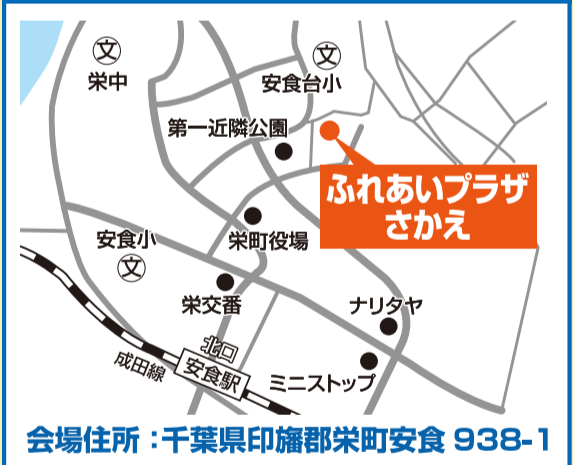 文
栄中
文
安食台小
第一近隣公園
ふれあいプラザ
さかえ
栄町役場
安食小
文
栄交番
ナリタヤ
北口
安食駅
成田線
ミニストップ
会場住所：千葉県印旛郡栄町安食 938-1